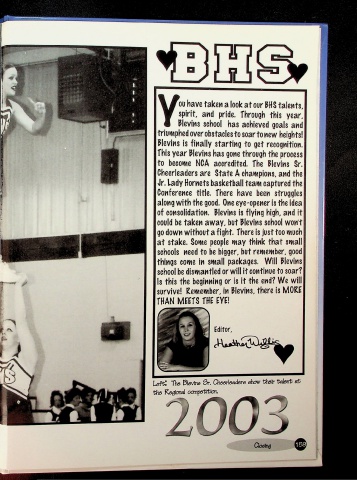 BHS
You have taken a look at our BHS talents,
spirit, and pride. Through this year,
Blevins school has achieved goals and
triumphed over obstacles to soar to new heights!
Blevins is finally starting to get recognition.
This year Blevins has gone through the process
to become NCA accredited. The Blevins Sr.
Cheerleaders are State A champions, and the
Jr. Lady Hornets basketball team captured the
Conference title. There have been struggles
along with the good. One eye-opener is the idea
of consolidation. Blevins is flying high, and it
could be taken away, but Blevins school won't
go down without a fight. There is just too much
at stake. Some people may think that small
schools need to be bigger, but remember, good
things come in small packages. Will Blevins
school be dismantled or will it continue to soar?
Is this the beginning or is it the end? We will
survive! Remember, in Blevins, there is MORE
THAN MEETS THE EYE!
Editor,
Heather
Left: The Blevins Sr. Cheerleaders show their talent at
the Regional competition.
2003
Closing